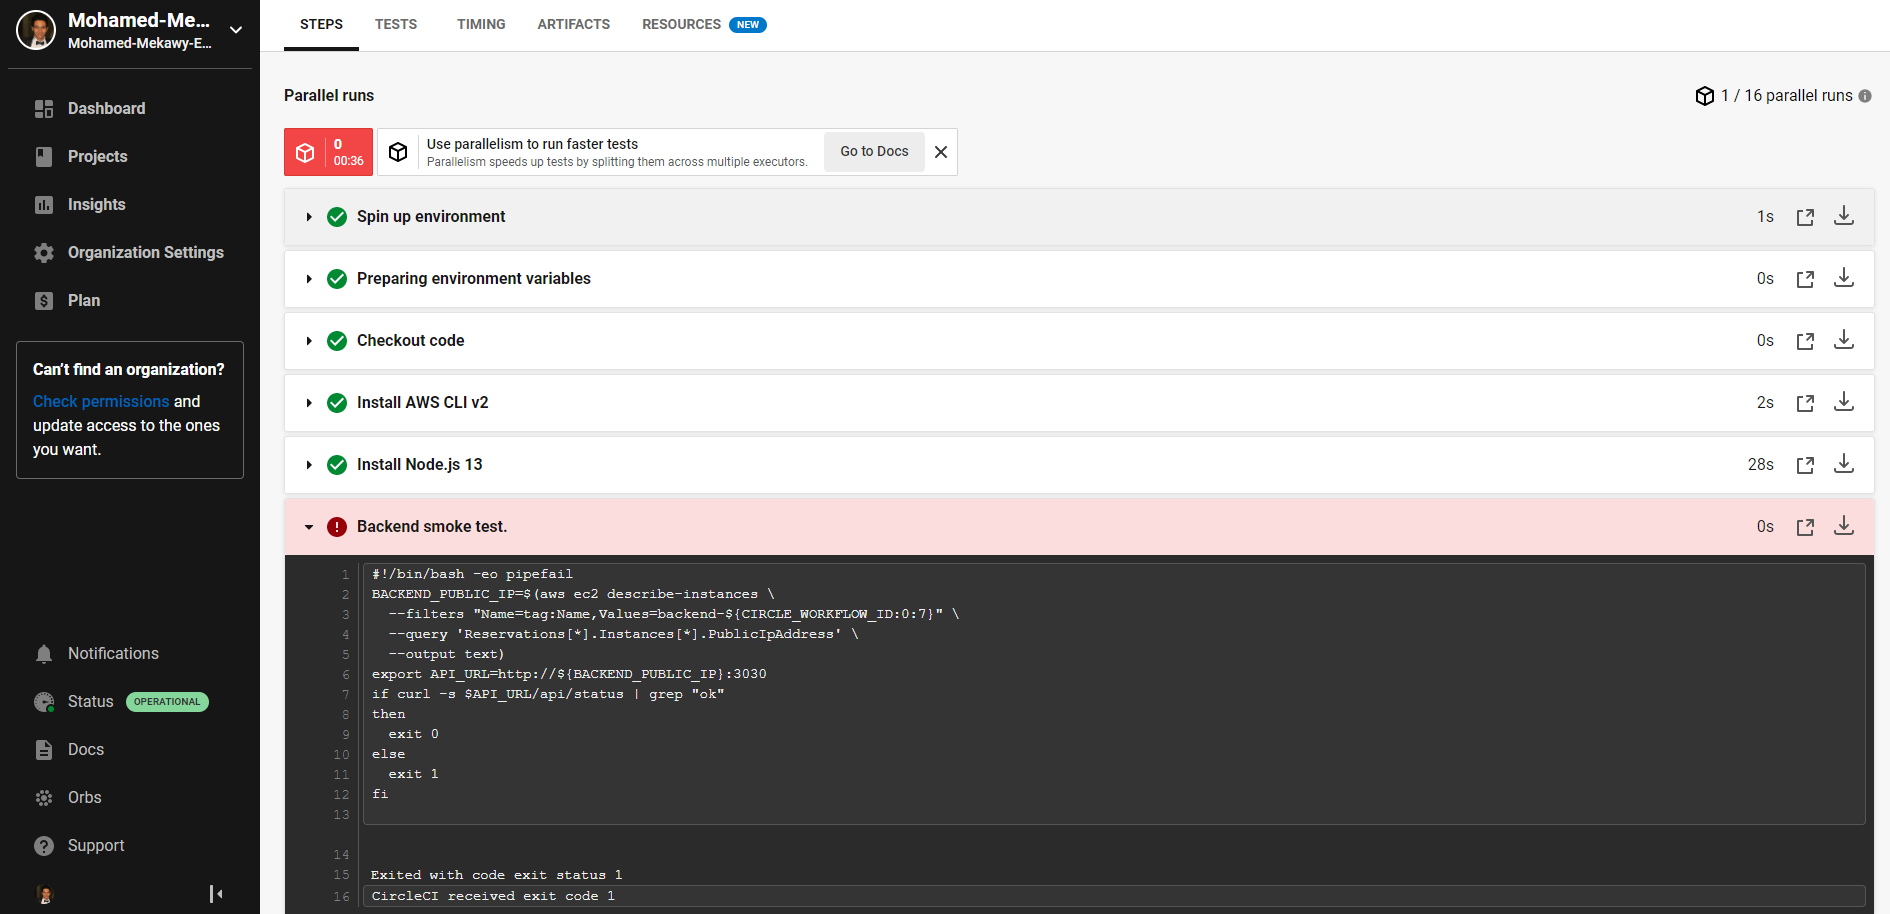 Mohamed-Me...
Mohamed-Mekawy-E...
Dashboard
Projects
Insights
Organization Settings
Plan
Can't find an organization?
Check permissions and
update access to the ones
you want.
Notifications
Status OPERATIONAL
Docs
Orbs
Support
STEPS TESTS TIMING ARTIFACTS RESOURCES NEW
Parallel runs
1 / 16 parallel runs
0
00:36
Use parallelism to run faster tests
Parallelism speeds up tests by splitting them across multiple executors.
Go to Docs
Spin up environment 1s
Preparing environment variables 0s
Checkout code 0s
Install AWS CLI v2 2s
Install Node.js 13 28s
Backend smoke test. 0s
1 #!/bin/bash -eo pipefail
2 BACKEND_PUBLIC_IP=$(aws ec2 describe-instances \
3 --filters "Name=tag:Name,Values=backend-${CIRCLE_WORKFLOW_ID:0:7}" \
4 --query 'Reservations[*].Instances[*].PublicIpAddress' \
5 --output text)
6 export API_URL=http://${BACKEND_PUBLIC_IP}:3030
7 if curl -s $API_URL/api/status | grep "ok"
8 then
9 exit 0
10 else
11 exit 1
12 fi
13
14
15 Exited with code exit status 1
16 CircleCI received exit code 1